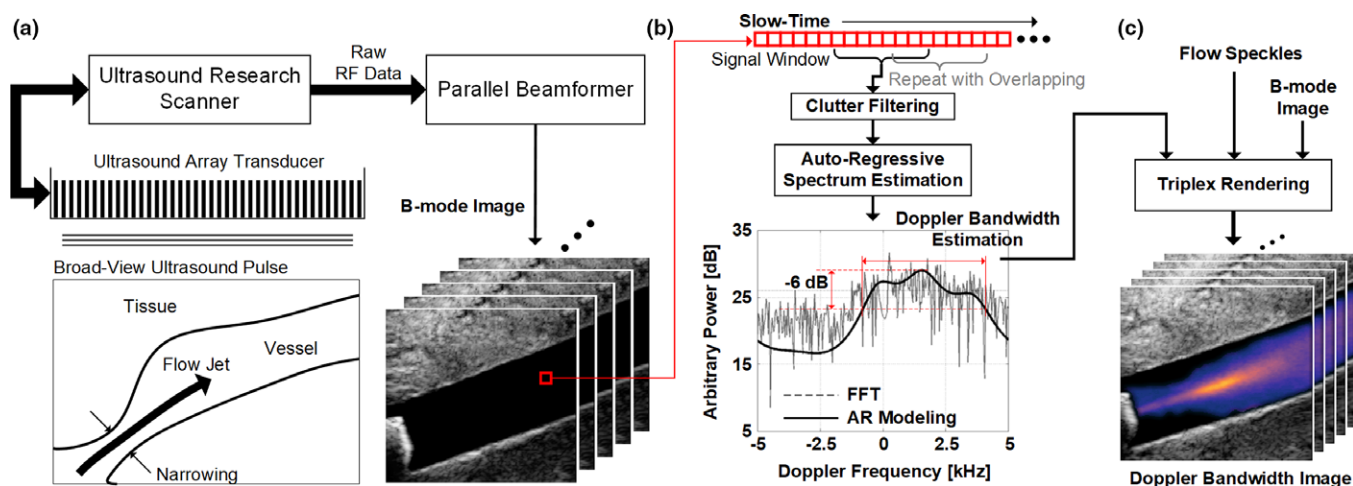 (a)
Ultrasound Research
Scanner
Raw
RF Data
Parallel Beamformer
Ultrasound Array Transducer
B-mode Image
Broad-View Ultrasound Pulse
Tissue
Vessel
Flow Jet
Narrowing
(b)
Slow-Time
Signal Window
Repeat with Overlapping
Clutter Filtering
Auto-Regressive
Spectrum Estimation
Doppler Bandwidth
Estimation
Arbitrary Power [dB]
35
25
15
5
-6 dB
FFT
AR Modeling
-5
-2.5
0
2.5
5
Doppler Frequency [kHz]
(c)
Flow Speckles
B-mode
Image
Triplex Rendering
Doppler Bandwidth Image